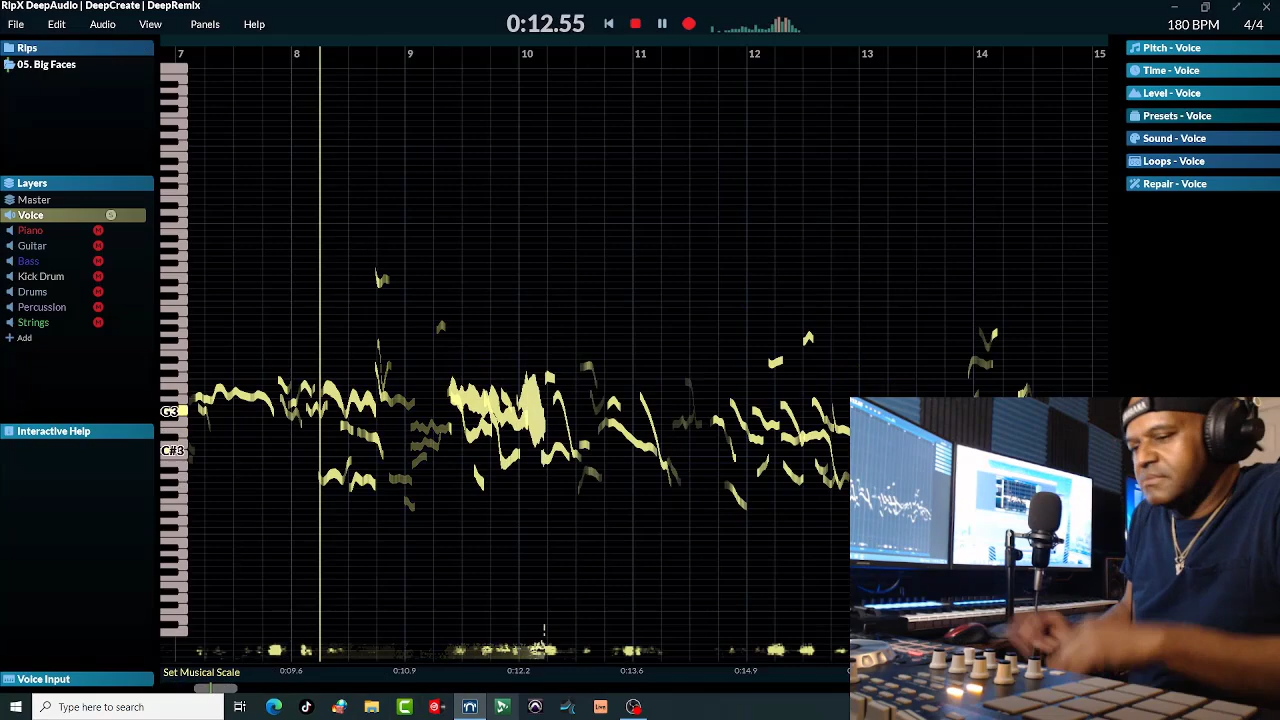 RipX DeepAudio | DeepCreate | DeepRemix
File Edit Audio View Panels Help
0:12.55
180 BPM 4/4
Rips
05. Big Faces
7 8 9 10 11 12 13 14 15
Pitch - Voice
Time - Voice
Level - Voice
Presets - Voice
Sound - Voice
Loops - Voice
Repair - Voice
Layers
Master
Voice S
Piano M
Guitar M
Bass M
Kick Drum M
Drums M
Percussion M
Strings M
Add
G3
C#3
Interactive Help
Voice Input
Set Musical Scale
0:09.6 0:10.9 0:12.2 0:13.6 0:14.9
Type here to search
Live